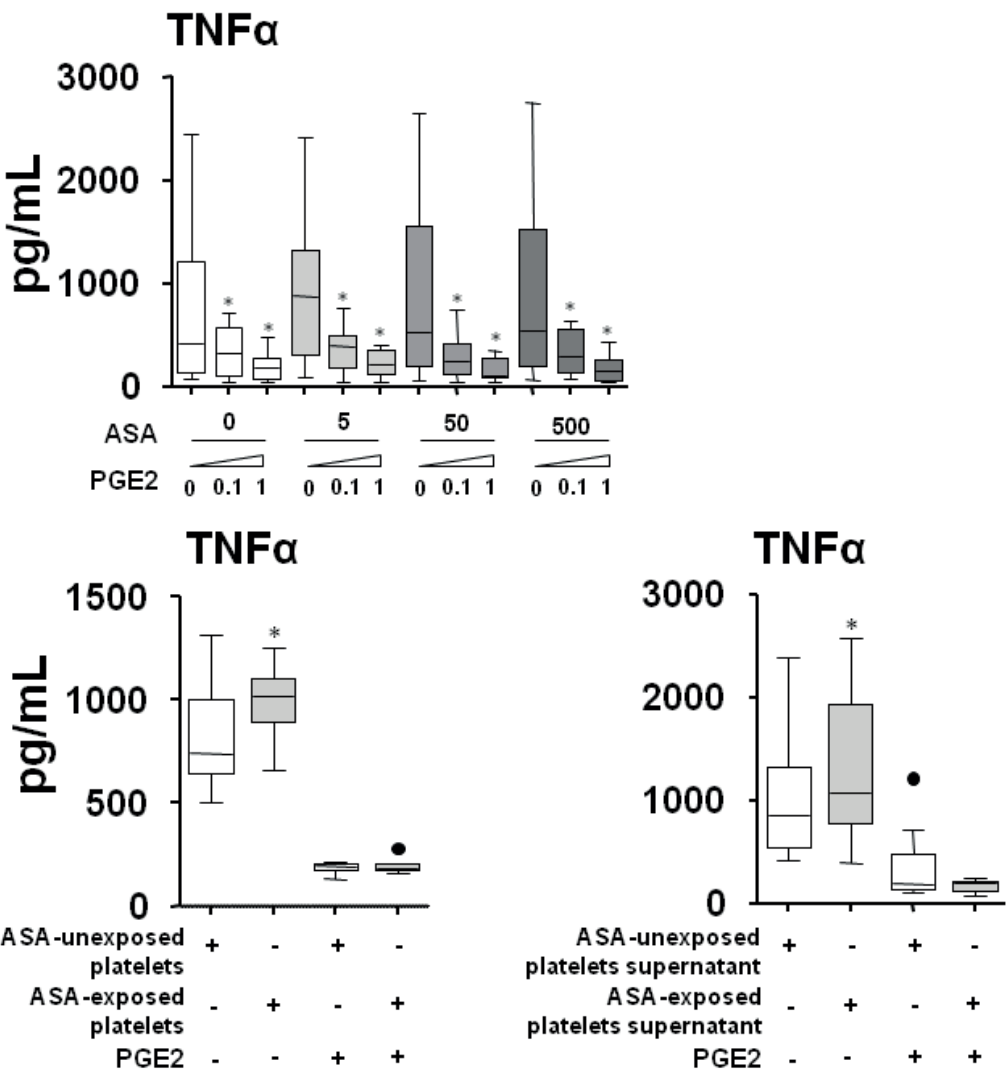 TNFα
3000
2000
1000
0
pg/mL
* * * * * * * *
ASA 0 5 50 500
PGE2 0 0.1 1 0 0.1 1 0 0.1 1 0 0.1 1
TNFα
1500
1000
500
0
pg/mL
*
ASA-unexposed platelets + - + -
ASA-exposed platelets - + - +
PGE2 - - + +
TNFα
3000
2000
1000
0
*
ASA-unexposed platelets supernatant + - + -
ASA-exposed platelets supernatant - + - +
PGE2 - - + +